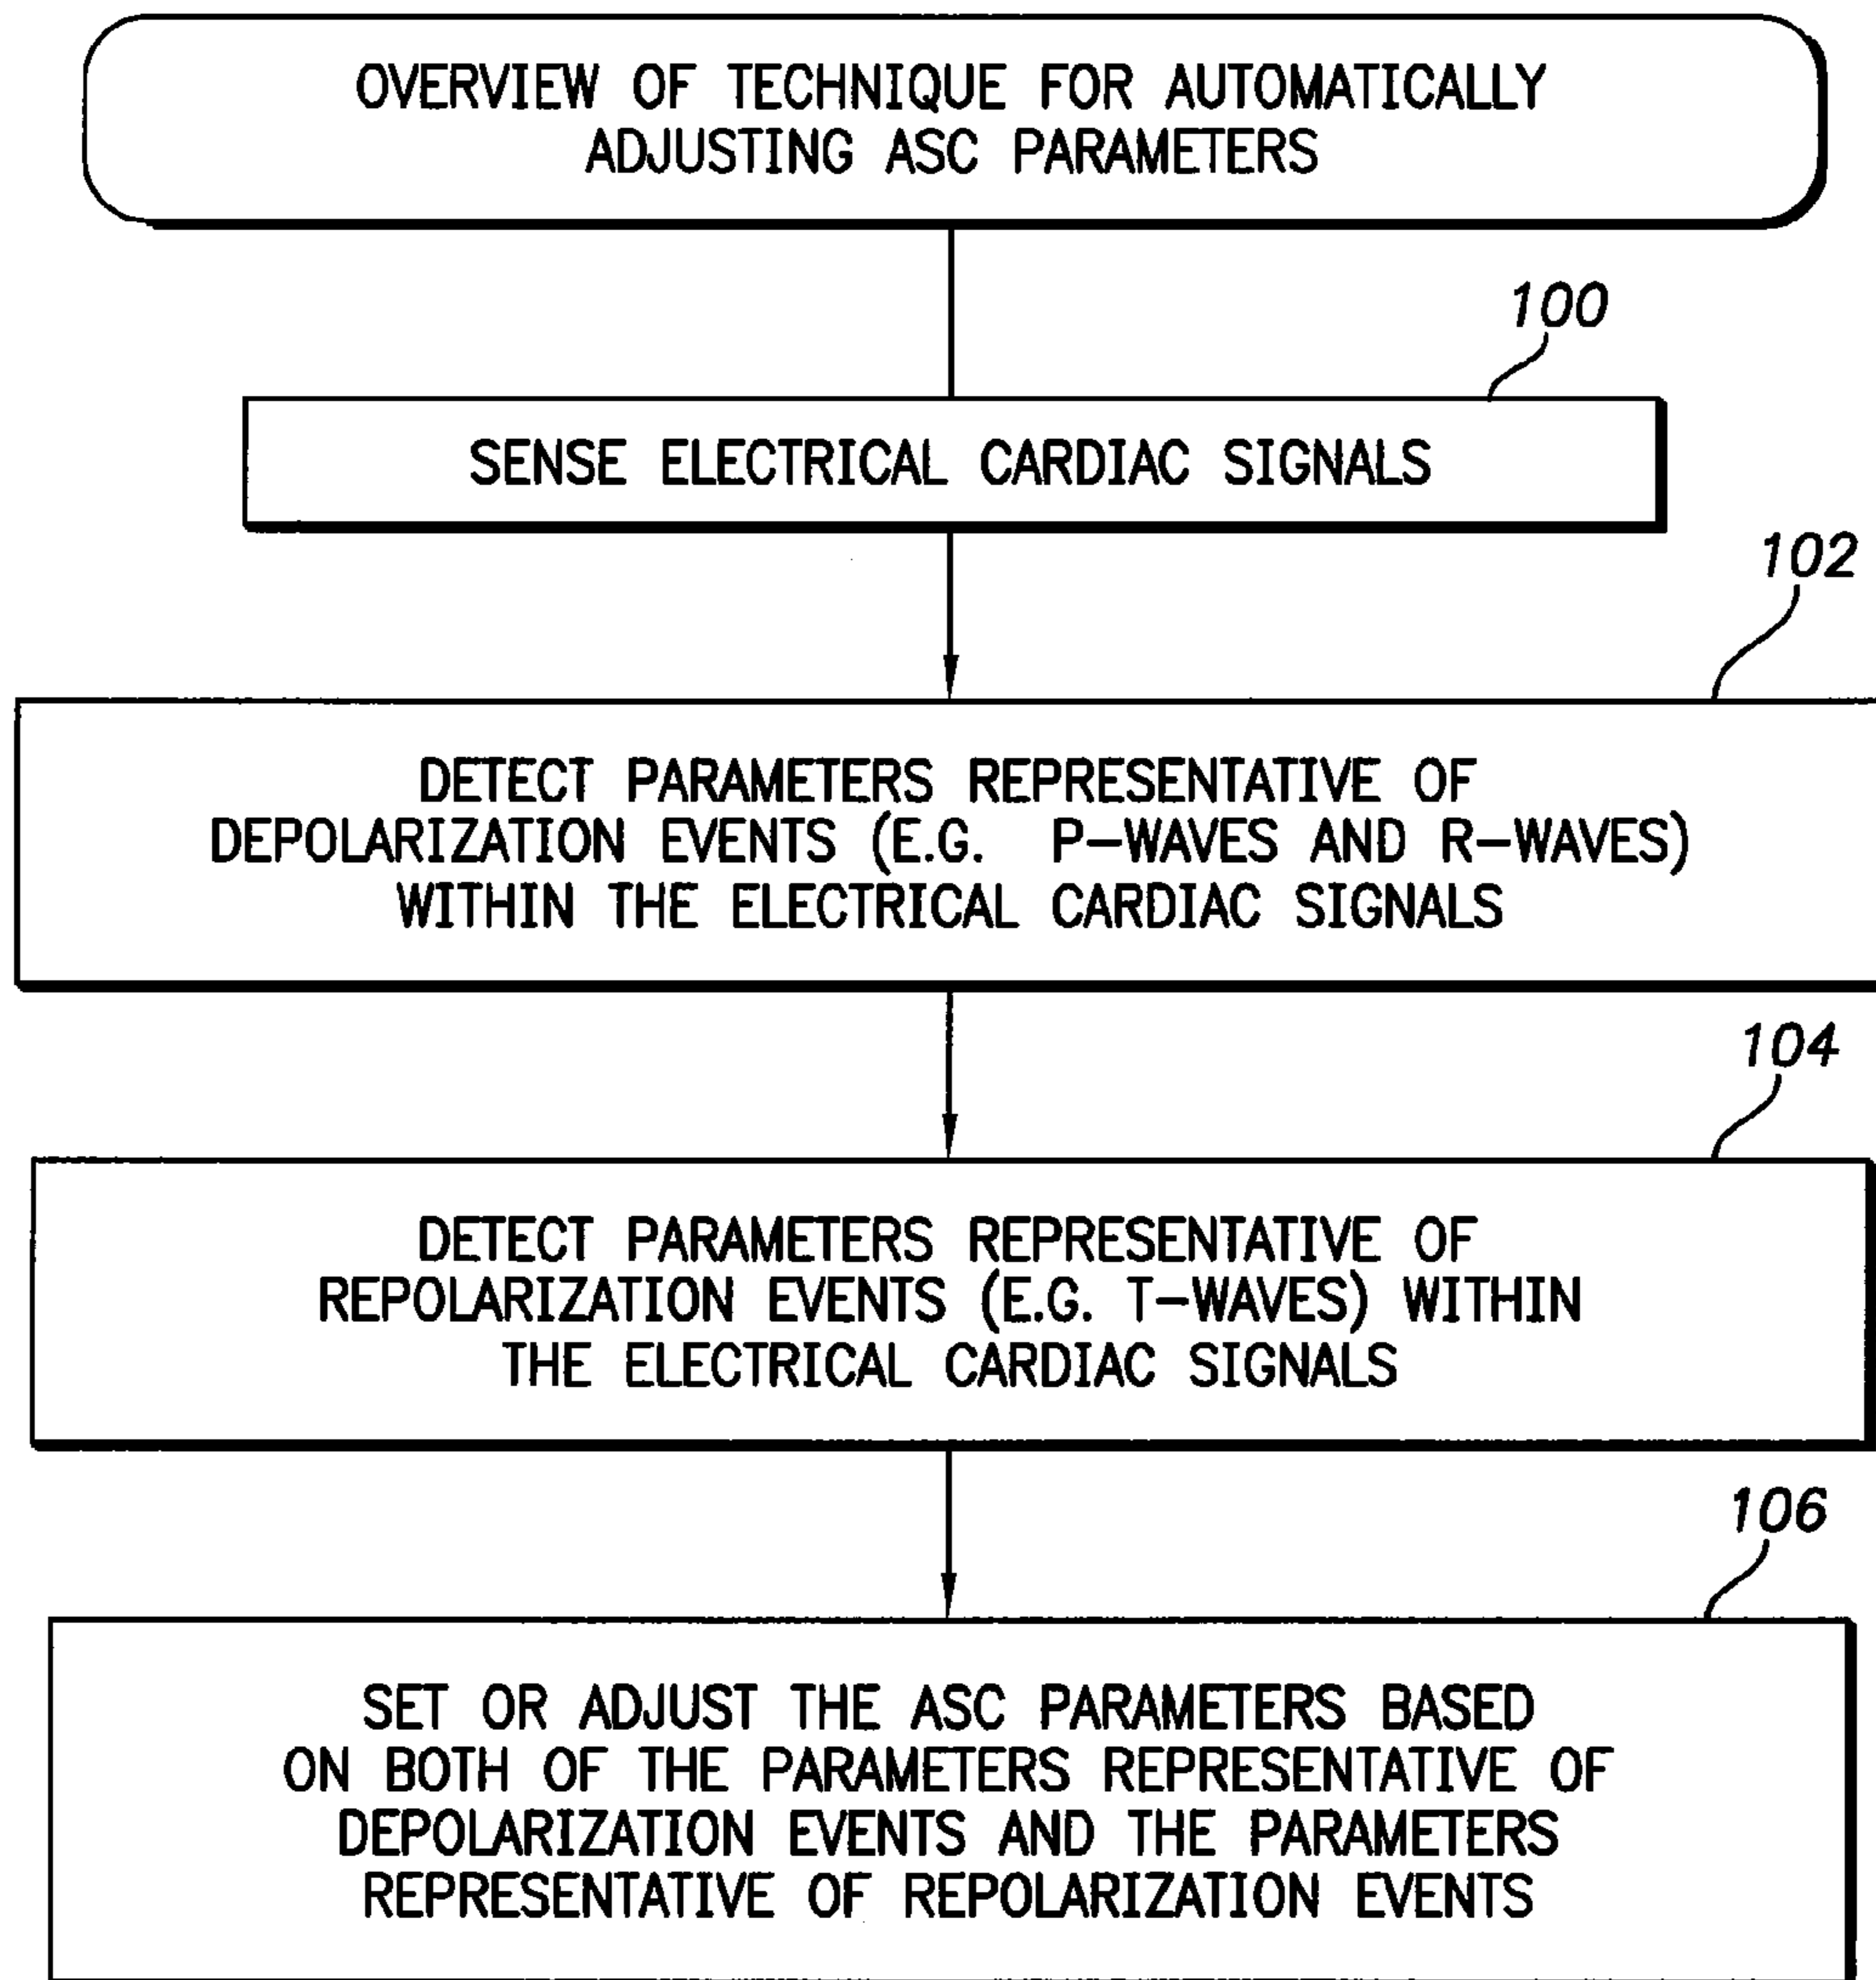 OVERVIEW OF TECHNIQUE FOR AUTOMATICALLY
ADJUSTING ASC PARAMETERS
100
SENSE ELECTRICAL CARDIAC SIGNALS
102
DETECT PARAMETERS REPRESENTATIVE OF
DEPOLARIZATION EVENTS (E.G. P-WAVES AND R-WAVES)
WITHIN THE ELECTRICAL CARDIAC SIGNALS
104
DETECT PARAMETERS REPRESENTATIVE OF
REPOLARIZATION EVENTS (E.G. T-WAVES) WITHIN
THE ELECTRICAL CARDIAC SIGNALS
106
SET OR ADJUST THE ASC PARAMETERS BASED
ON BOTH OF THE PARAMETERS REPRESENTATIVE OF
DEPOLARIZATION EVENTS AND THE PARAMETERS
REPRESENTATIVE OF REPOLARIZATION EVENTS